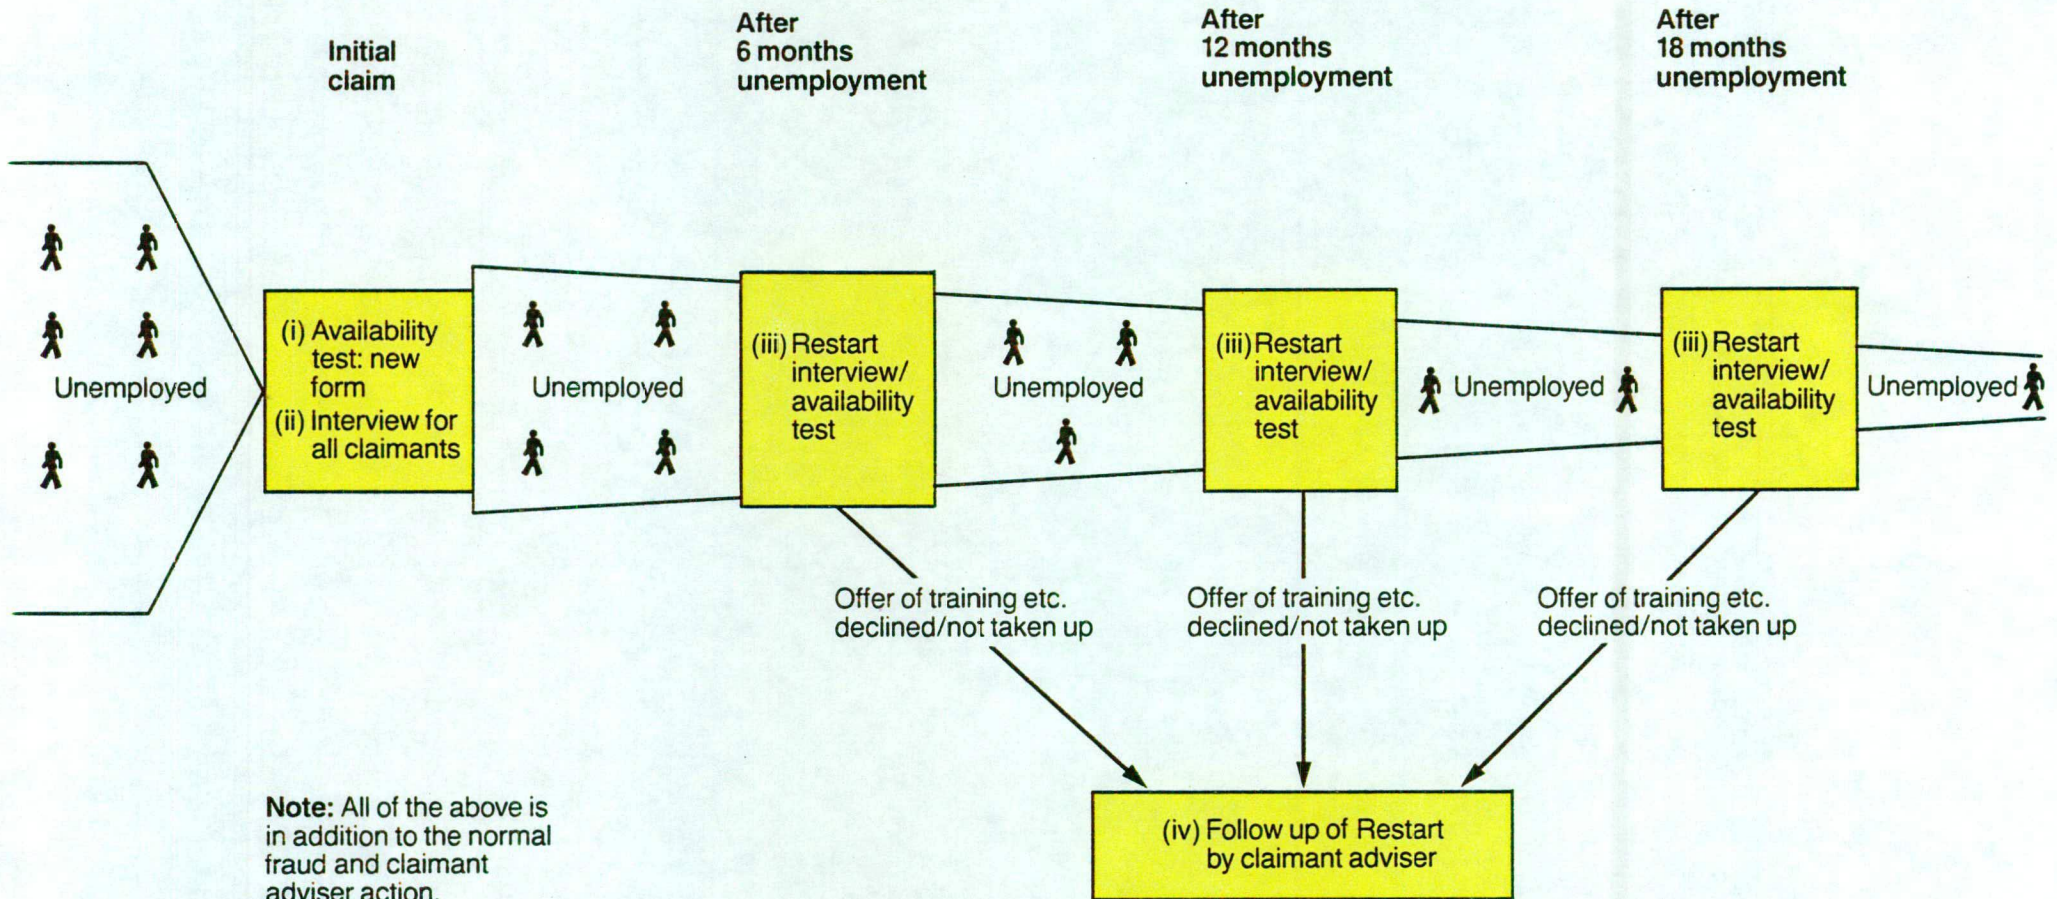 Initial
claim
After
6 months
unemployment
After
12 months
unemployment
After
18 months
unemployment
Unemployed
(i) Availability
test: new
form
(ii) Interview for
all claimants
Unemployed
(iii) Restart
interview/
availability
test
Unemployed
(iii) Restart
interview/
availability
test
Unemployed
(iii) Restart
interview/
availability
test
Unemployed
Offer of training etc.
declined/not taken up
Offer of training etc.
declined/not taken up
Offer of training etc.
declined/not taken up
(iv) Follow up of Restart
by claimant adviser
Note: All of the above is
in addition to the normal
fraud and claimant
adviser action.